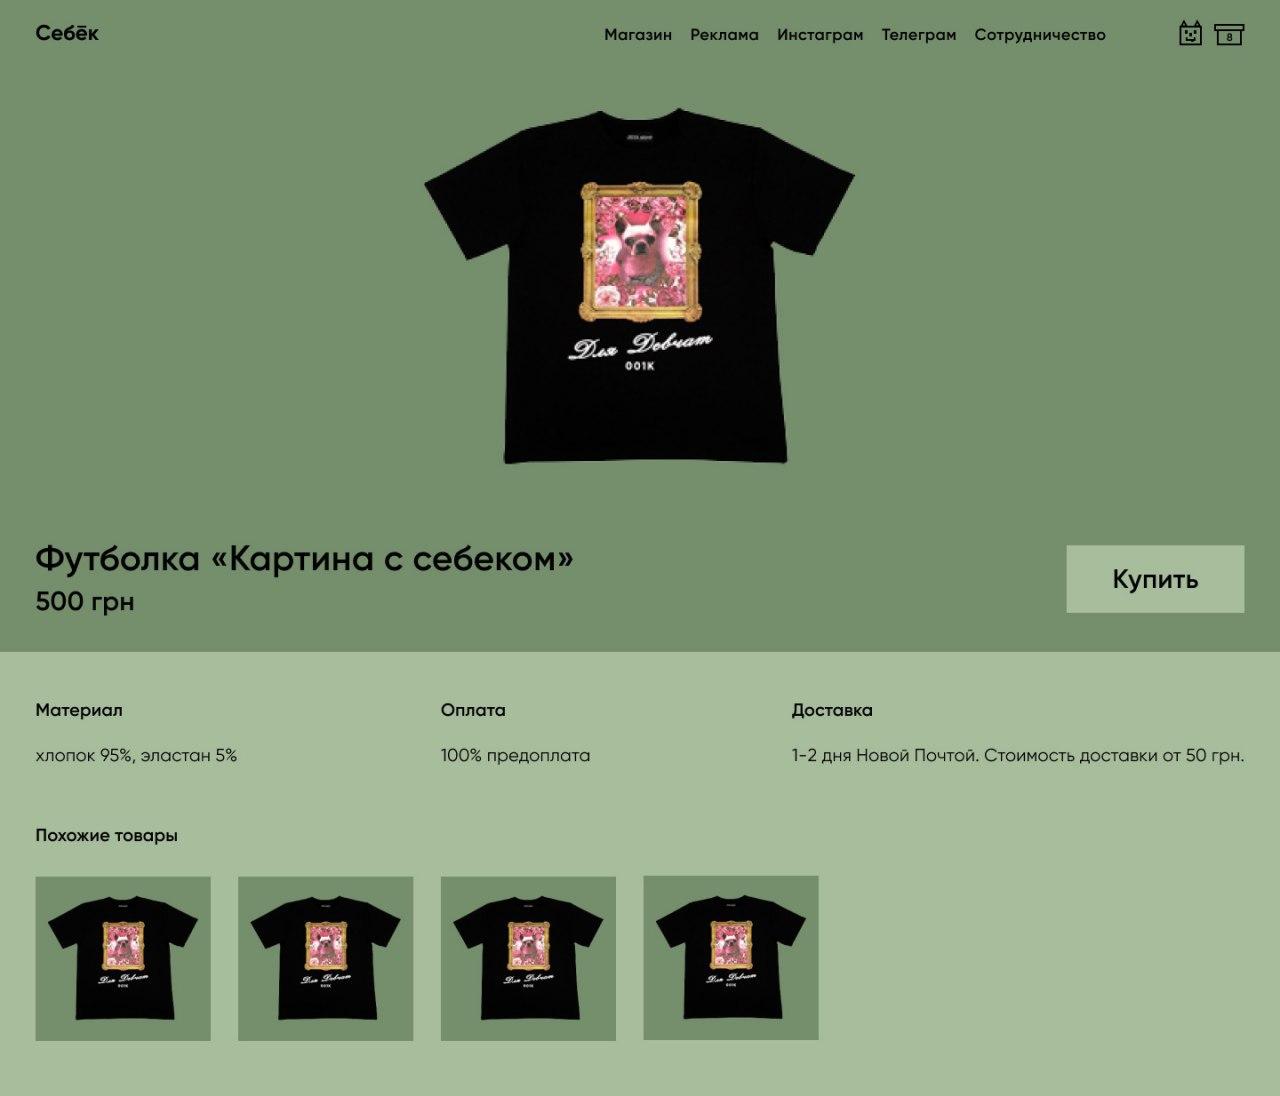 Себēк
Магазин Реклама Инстаграм Телеграм Сотрудничество
8
Для Девчат
001K
Футболка «Картина с себеком»
500 грн
Купить
Материал Оплата Доставка
хлопок 95%, эластан 5% 100% предоплата 1-2 дня Новой Почтой. Стоимость доставки от 50 грн.
Похожие товары
Для Девчат Для Девчат Для Девчат Для Девчат
001K 001K 001K 001K